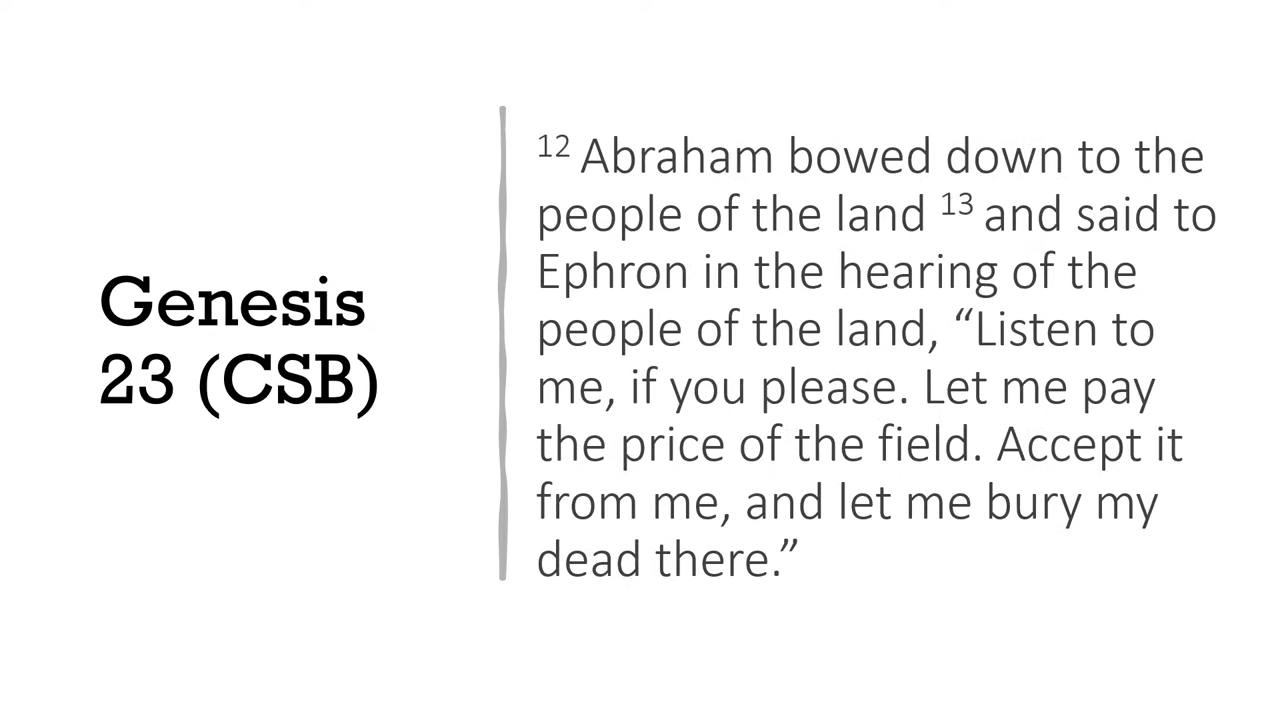 Genesis
23 (CSB)
12 Abraham bowed down to the
people of the land 13 and said to
Ephron in the hearing of the
people of the land, “Listen to
me, if you please. Let me pay
the price of the field. Accept it
from me, and let me bury my
dead there.”